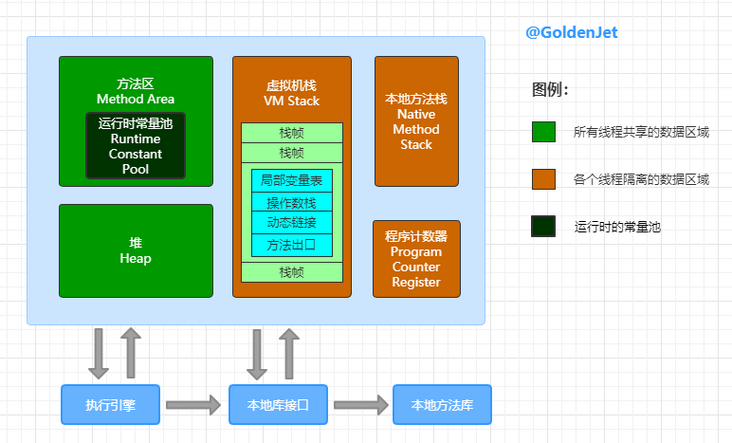 @GoldenJet
方法区
Method Area
运行时常量池
Runtime
Constant
Pool
堆
Heap
虚拟机栈
VM Stack
栈帧
栈帧
局部变量表
操作数栈
动态链接
方法出口
栈帧
本地方法栈
Native
Method
Stack
程序计数器
Program
Counter
Register
图例：
所有线程共享的数据区域
各个线程隔离的数据区域
运行时的常量池
执行引擎
本地库接口
本地方法库